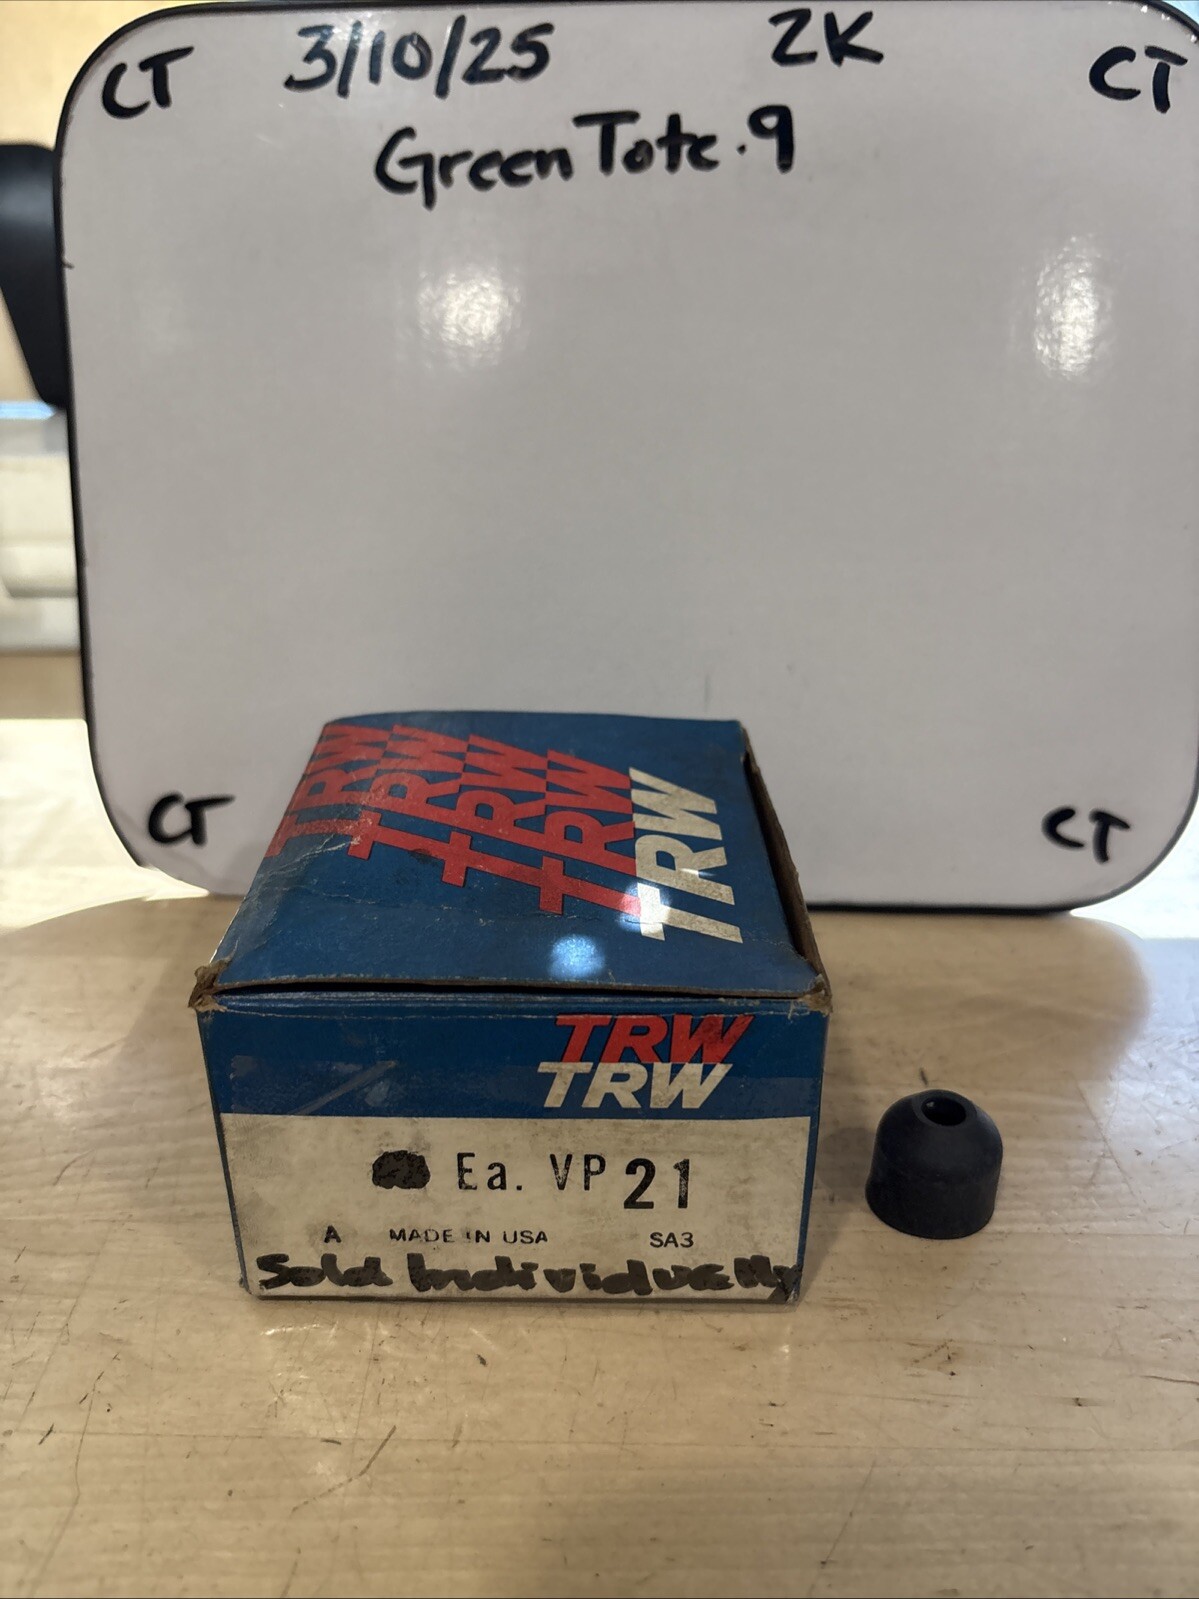 CT 3/10/25 2K CT
Green Tote.9
CT CT
TRW TRW TRW TRW TRW
TRW
TRW
Ea. VP 21
A MADE IN USA SA3
Sold Individually